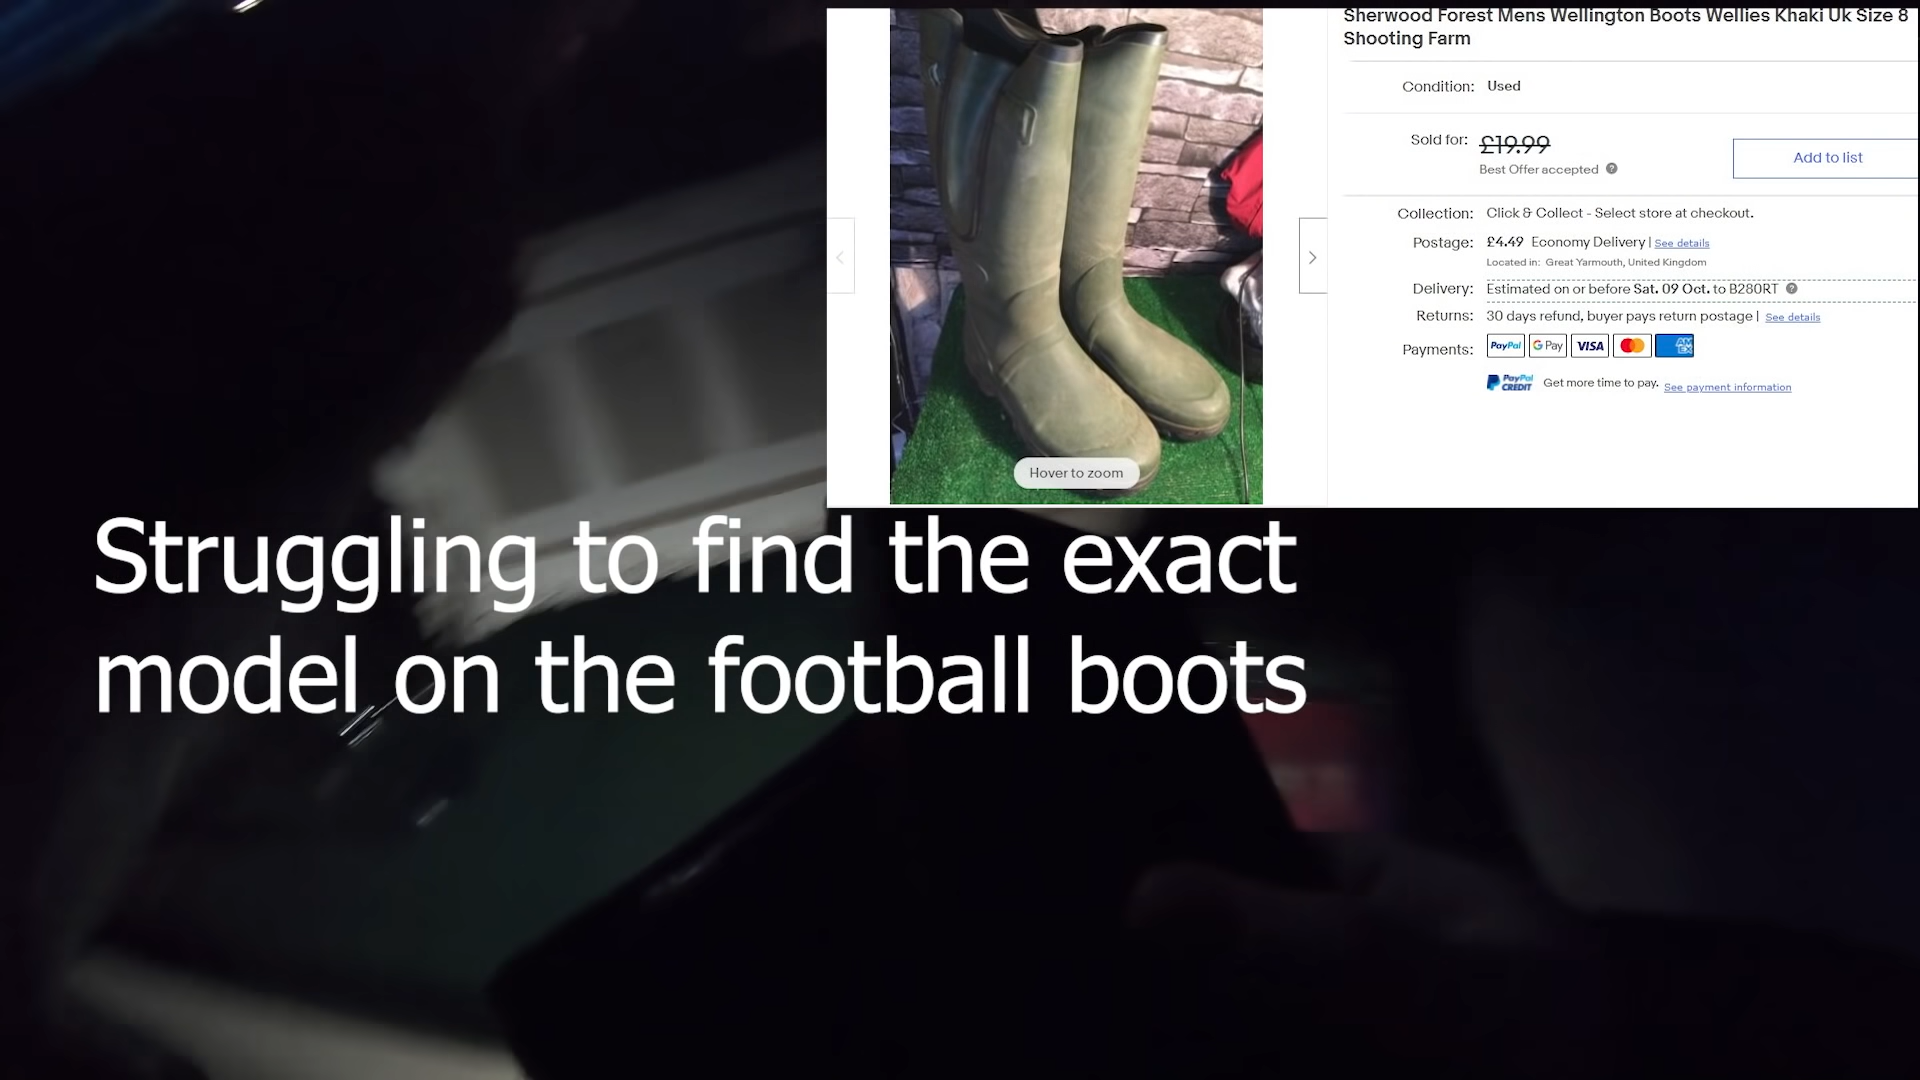 Sherwood Forest Mens Wellington Boots Wellies Khaki Uk Size 8
Shooting Farm
Condition: Used
Sold for: £19.99
Best Offer accepted ?
Add to list
Collection: Click & Collect - Select store at checkout.
Postage: £4.49 Economy Delivery | See details
Located in: Great Yarmouth, United Kingdom
Delivery: Estimated on or before Sat. 09 Oct. to B280RT ?
Returns: 30 days refund, buyer pays return postage | See details
Payments: PayPal G Pay VISA AM EX
PayPal CREDIT Get more time to pay. See payment information
Hover to zoom
Struggling to find the exact
model on the football boots